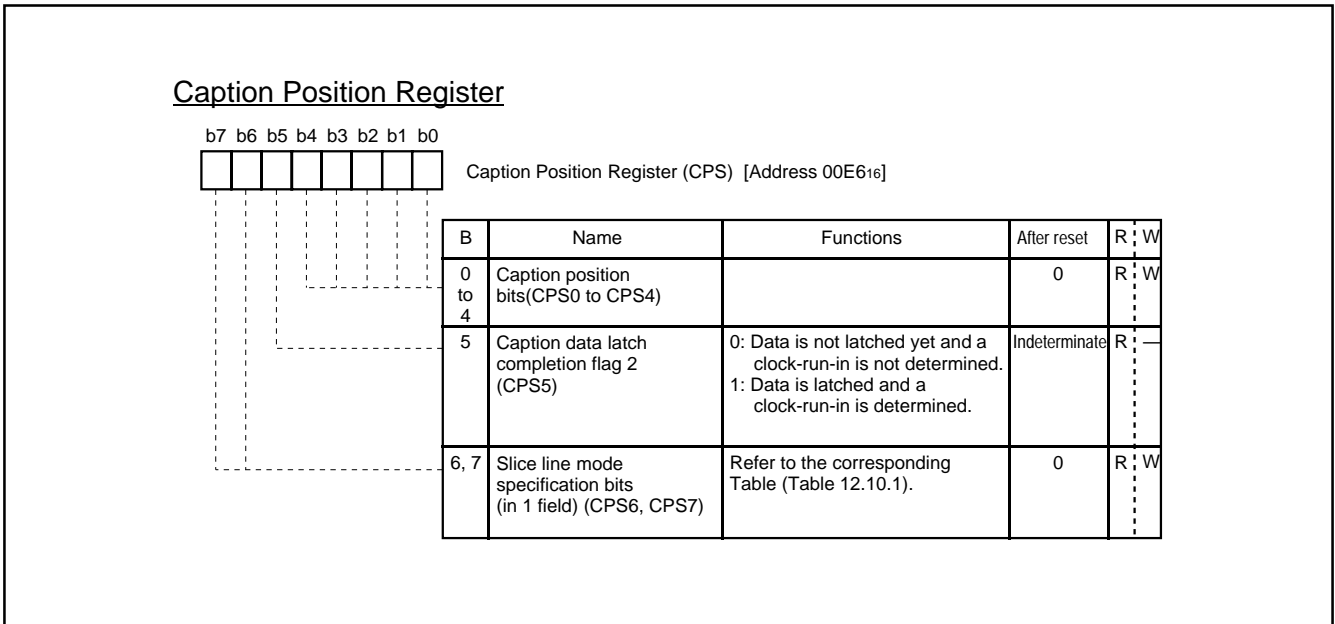 Caption Position Register
b7 b6 b5 b4 b3 b2 b1 b0
Caption Position Register (CPS) [Address 00E616]
B Name Functions After reset R W
0 to 4 Caption position bits(CPS0 to CPS4) 0 R W
5 Caption data latch completion flag 2 (CPS5) 0: Data is not latched yet and a clock-run-in is not determined. 1: Data is latched and a clock-run-in is determined. Indeterminate R —
6, 7 Slice line mode specification bits (in 1 field) (CPS6, CPS7) Refer to the corresponding Table (Table 12.10.1). 0 R W